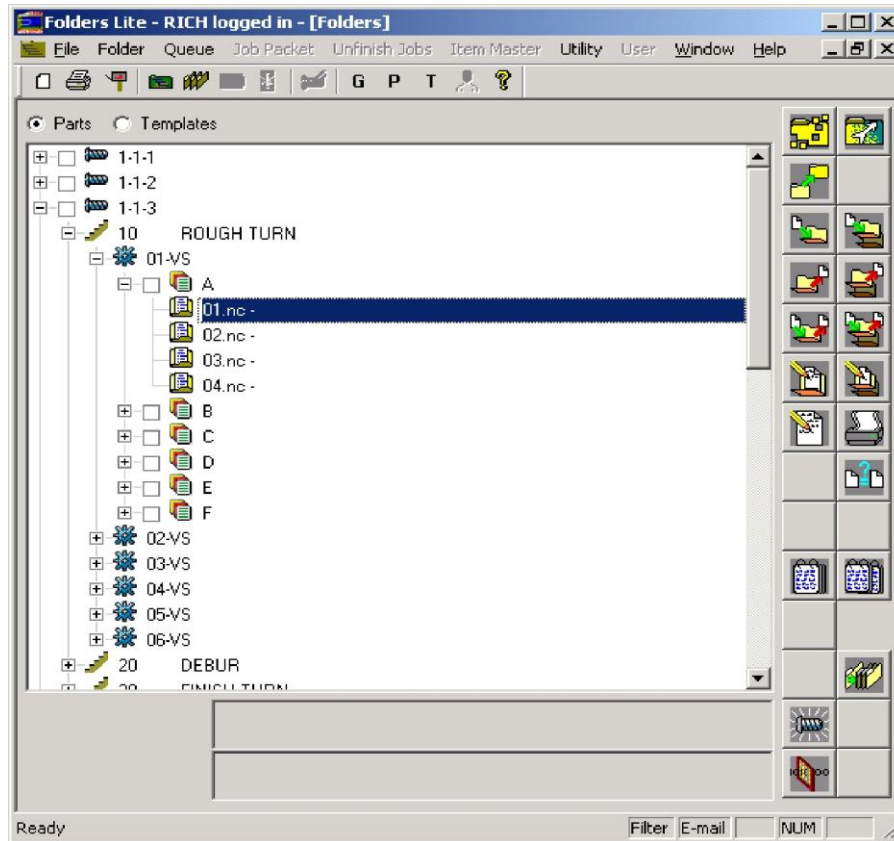 Folders Lite - RICH logged in - [Folders]
File Folder Queue Job Packet Unfinish Jobs Item Master Utility User Window Help
G P T
Parts Templates
1-1-1
1-1-2
1-1-3
10 ROUGH TURN
01-VS
A
01.nc -
02.nc -
03.nc -
04.nc -
B
C
D
E
F
02-VS
03-VS
04-VS
05-VS
06-VS
20 DEBUR
FINISH TURN
Ready Filter E-mail NUM